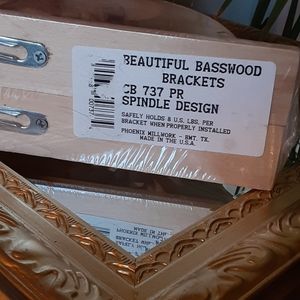 BEAUTIFUL BASSWOOD
BRACKETS
CB 737 PR
SPINDLE DESIGN
SAFELY HOLDS 8 U.S. LBS. PER
BRACKET WHEN PROPERLY INSTALLED
PHOENIX MILLWORK - RMT. TX.
MADE IN THE U.S.A.